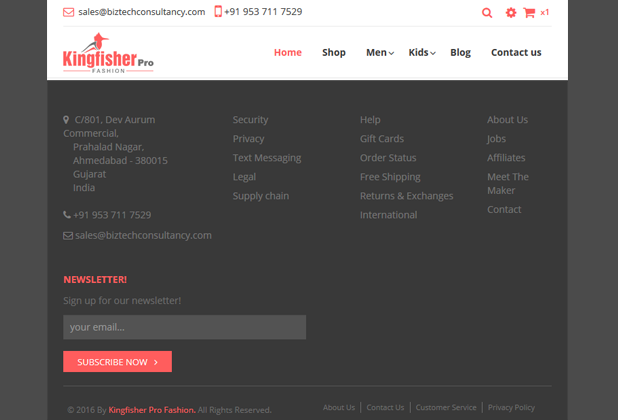 sales@biztechconsultancy.com +91 953 711 7529 x1
Kingfisher Pro
FASHION
Home Shop Men Kids Blog Contact us
C/801, Dev Aurum
Commercial,
Prahalad Nagar,
Ahmedabad - 380015
Gujarat
India
+91 953 711 7529
sales@biztechconsultancy.com
Security
Privacy
Text Messaging
Legal
Supply chain
Help
Gift Cards
Order Status
Free Shipping
Returns & Exchanges
International
About Us
Jobs
Affiliates
Meet The
Maker
Contact
NEWSLETTER!
Sign up for our newsletter!
your email...
SUBSCRIBE NOW >
© 2016 By Kingfisher Pro Fashion. All Rights Reserved.
About Us | Contact Us | Customer Service | Privacy Policy